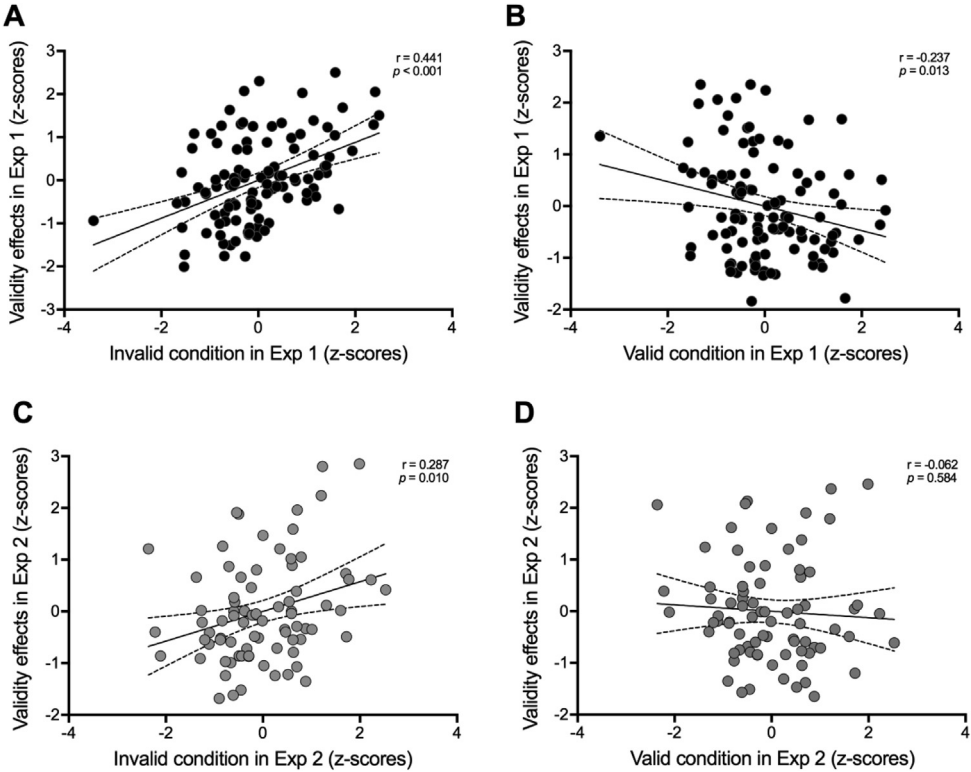 A
r = 0.441
p < 0.001
Validity effects in Exp 1 (z-scores)
3
2
1
0
-1
-2
-3
-4
-2
0
2
4
Invalid condition in Exp 1 (z-scores)
B
r = -0.237
p = 0.013
Validity effects in Exp 1 (z-scores)
3
2
1
0
-1
-2
-4
-2
0
2
4
Valid condition in Exp 1 (z-scores)
C
r = 0.287
p = 0.010
Validity effects in Exp 2 (z-scores)
3
2
1
0
-1
-2
-4
-2
0
2
4
Invalid condition in Exp 2 (z-scores)
D
r = -0.062
p = 0.584
Validity effects in Exp 2 (z-scores)
3
2
1
0
-1
-2
-4
-2
0
2
4
Valid condition in Exp 2 (z-scores)